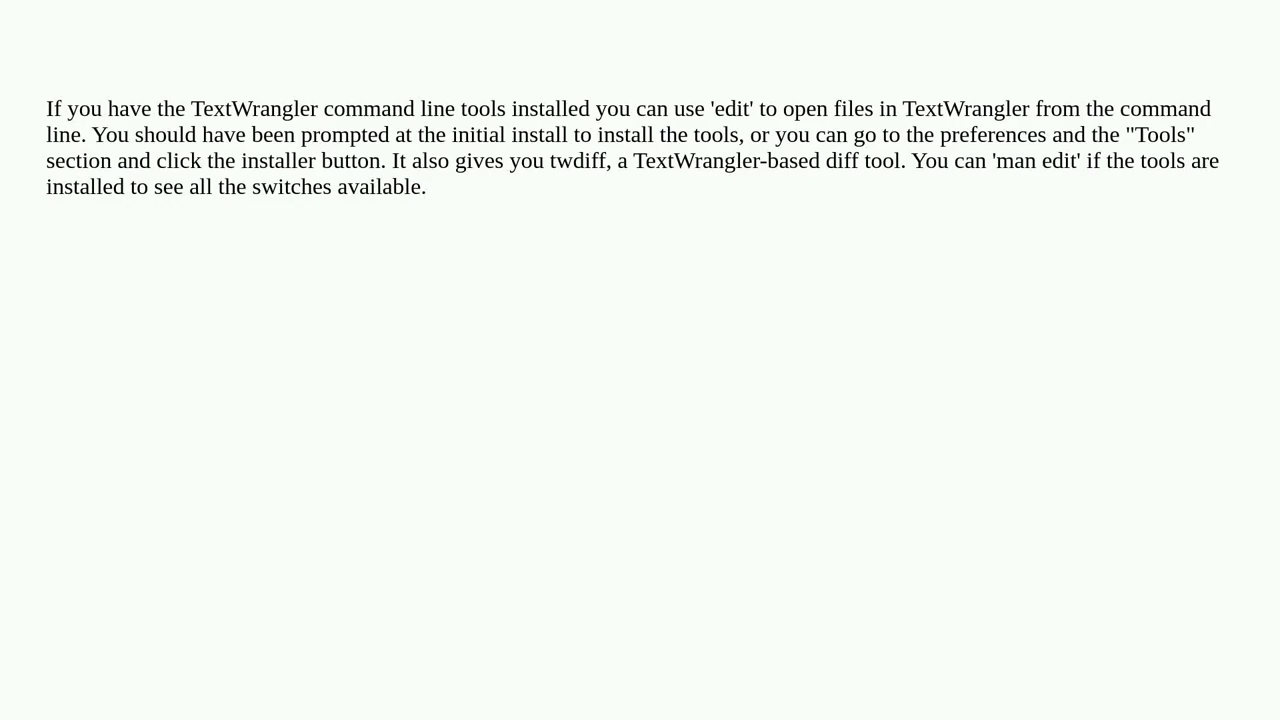 If you have the TextWrangler command line tools installed you can use 'edit' to open files in TextWrangler from the command
line. You should have been prompted at the initial install to install the tools, or you can go to the preferences and the "Tools"
section and click the installer button. It also gives you twdiff, a TextWrangler-based diff tool. You can 'man edit' if the tools are
installed to see all the switches available.